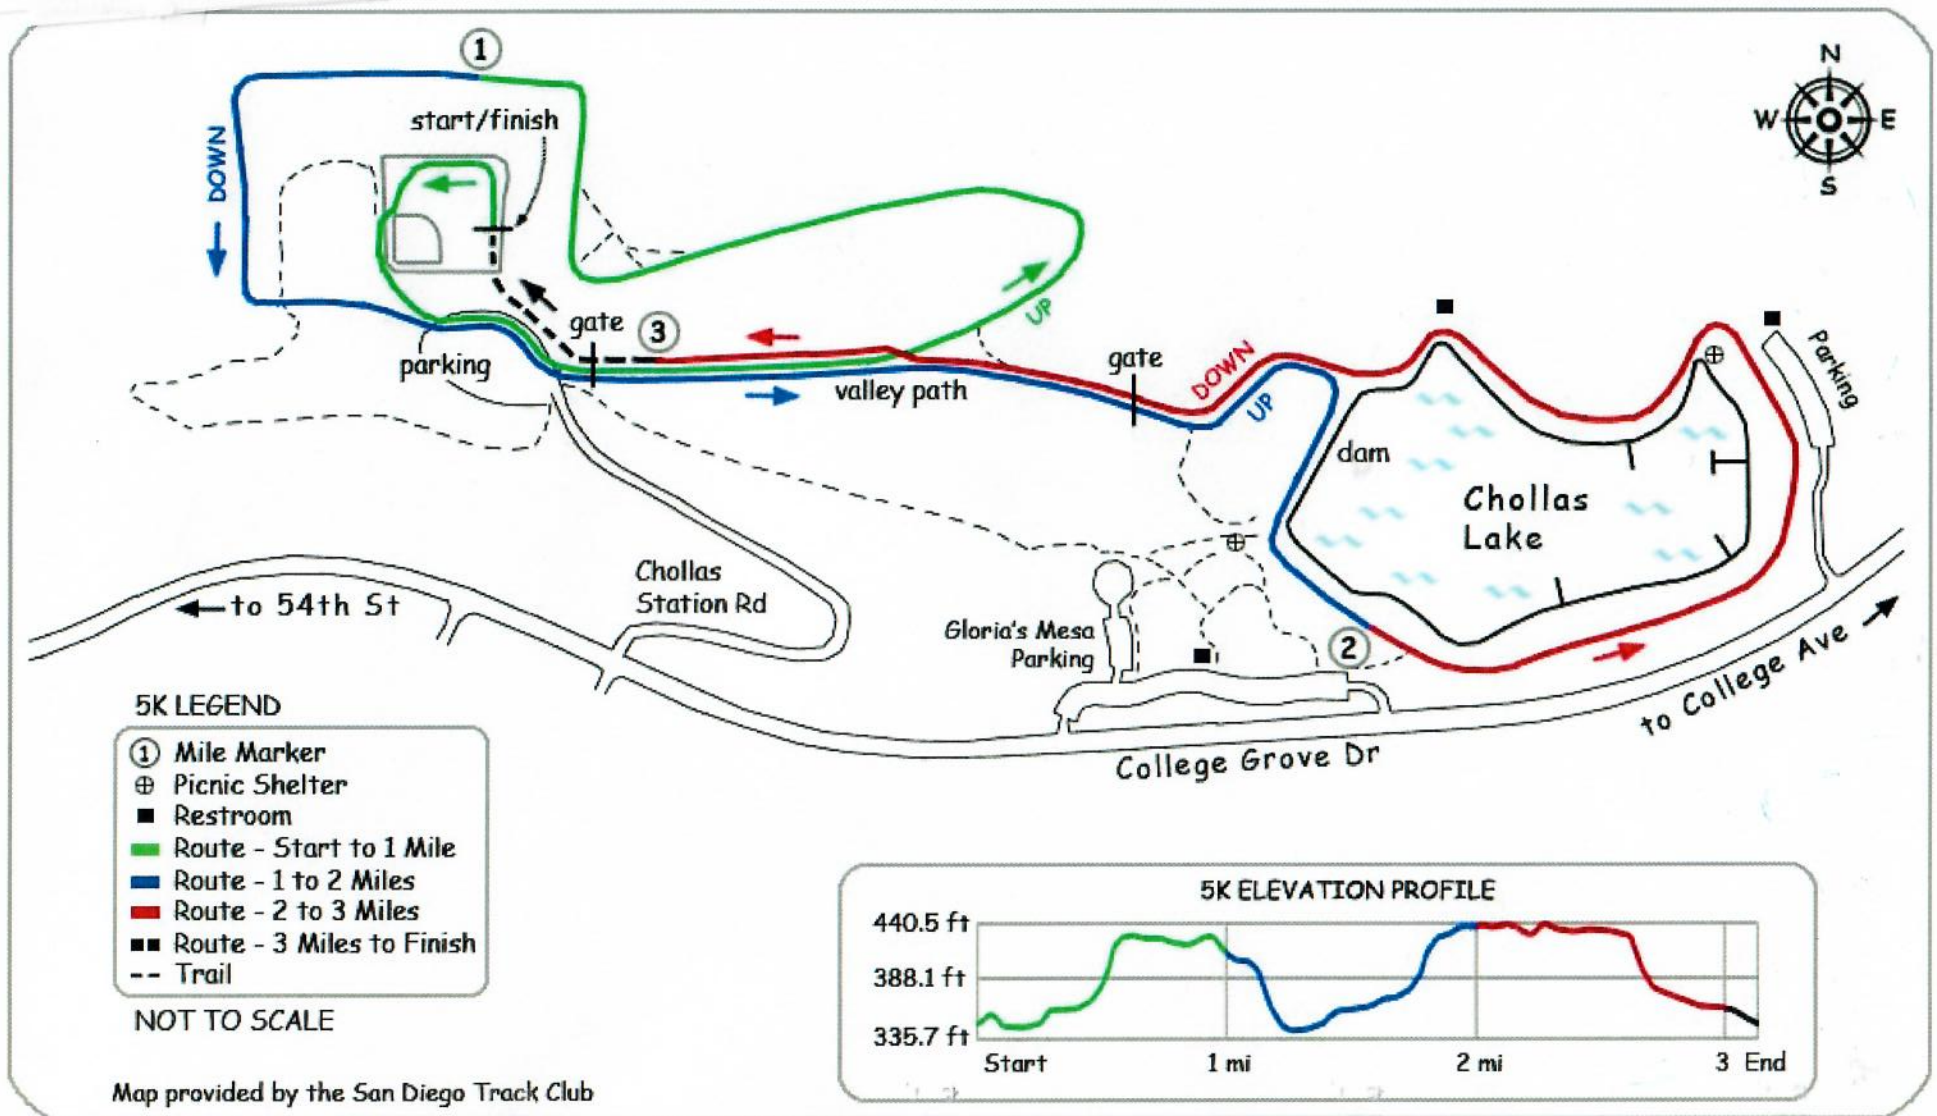 1
N
W E
S
start/finish
DOWN
UP
gate
3
parking
valley path
gate
DOWN
UP
Parking
dam
Chollas
Lake
Chollas
Station Rd
to 54th St
Gloria's Mesa
Parking
2
to College Ave
College Grove Dr
5K LEGEND
1 Mile Marker
Picnic Shelter
Restroom
Route - Start to 1 Mile
Route - 1 to 2 Miles
Route - 2 to 3 Miles
Route - 3 Miles to Finish
Trail
NOT TO SCALE
Map provided by the San Diego Track Club
5K ELEVATION PROFILE
440.5 ft
388.1 ft
335.7 ft
Start 1 mi 2 mi 3 End